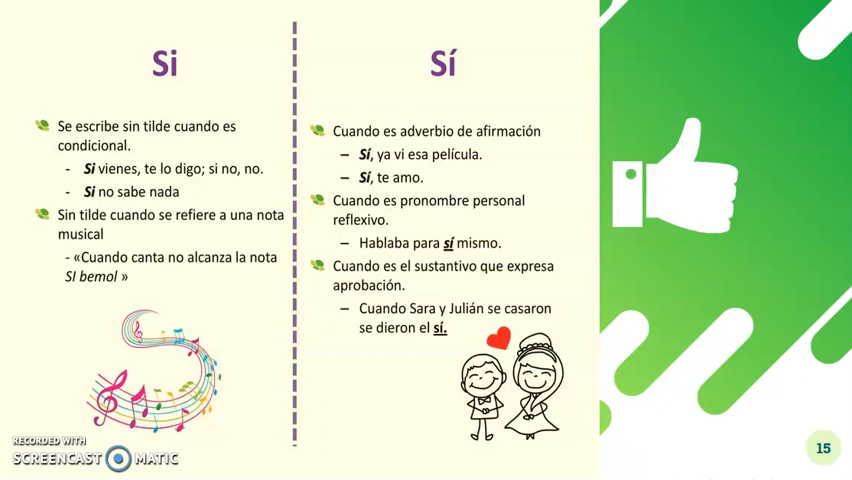 Si
Se escribe sin tilde cuando es
condicional.
- Si vienes, te lo digo; si no, no.
- Si no sabe nada
Sin tilde cuando se refiere a una nota
musical
- «Cuando canta no alcanza la nota
SI bemol »
Sí
Cuando es adverbio de afirmación
– Sí, ya vi esa película.
– Sí, te amo.
Cuando es pronombre personal
reflexivo.
– Hablaba para sí mismo.
Cuando es el sustantivo que expresa
aprobación.
– Cuando Sara y Julián se casaron
se dieron el sí.
RECORDED WITH
SCREENCAST MATIC
15